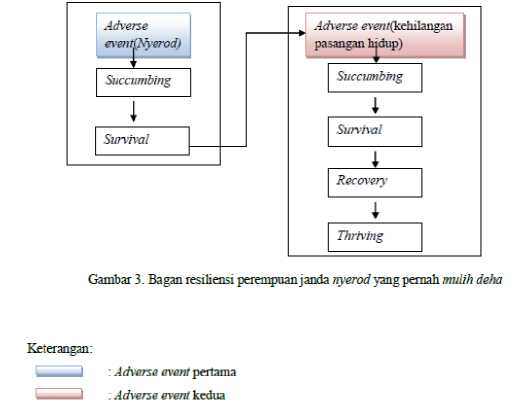 Adverse
event(Nyerod)
Succumbing
Survival
Adverse event(kehilangan
pasangan hidup)
Succumbing
Survival
Recovery
Thriving
Gambar 3. Bagan resiliensi perempuan janda nyerod yang pernah mulih deha
Keterangan:
: Adverse event pertama
: Adverse event kedua